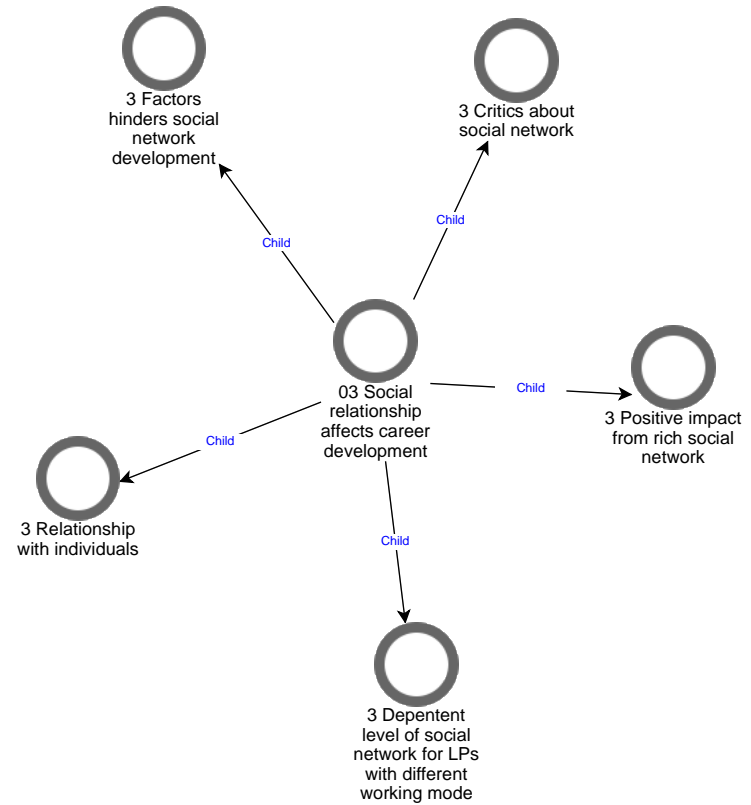 3 Factors
hinders social
network
development
3 Critics about
social network
Child
Child
03 Social
relationship
affects career
development
Child
3 Positive impact
from rich social
network
Child
3 Relationship
with individuals
Child
3 Depentent
level of social
network for LPs
with different
working mode